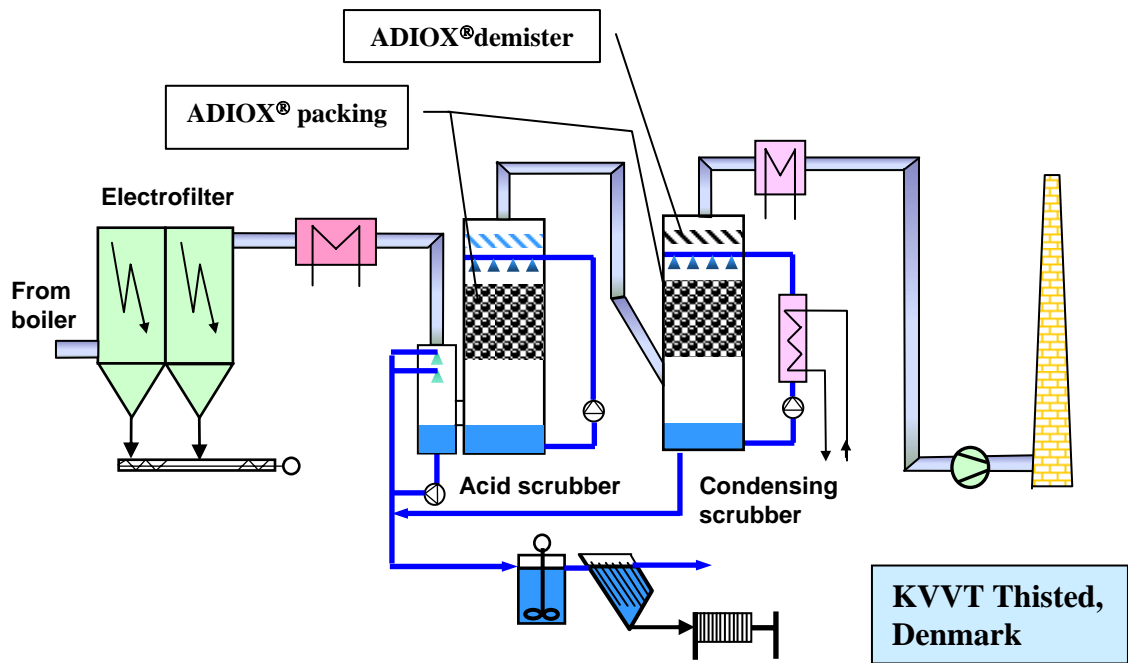 ADIOX® demister
ADIOX® packing
Electrofilter
From
boiler
Acid scrubber
Condensing
scrubber
KVVT Thisted,
Denmark